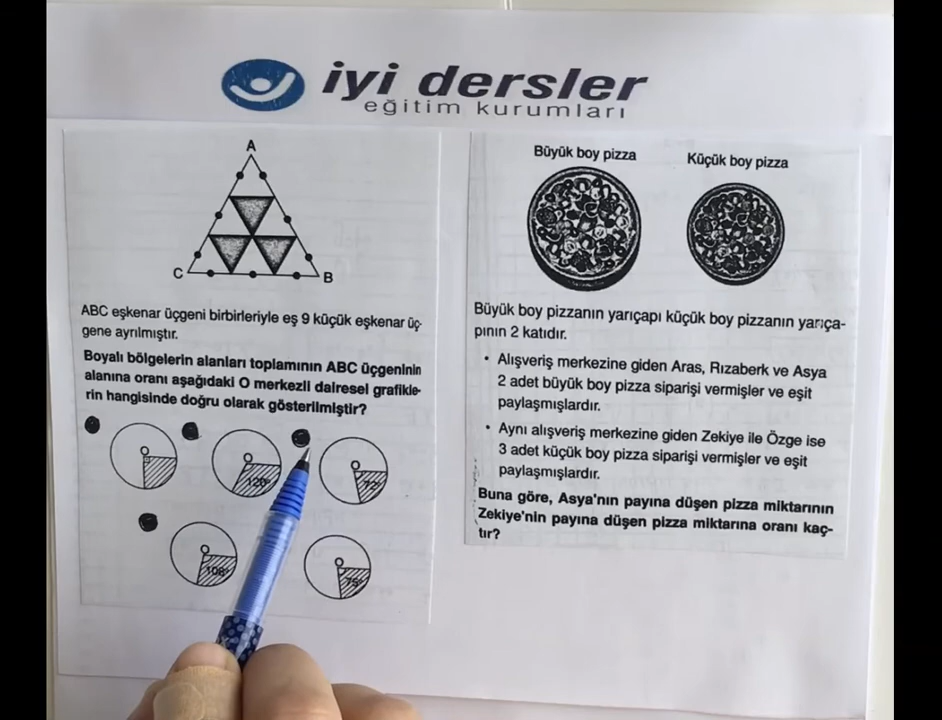 iyi dersler
eğitim kurumları
A
C
B
ABC eşkenar üçgeni birbirleriyle eş 9 küçük eşkenar üç-
gene ayrılmıştır.
Boyalı bölgelerin alanları toplamının ABC üçgeninin
alanına oranı aşağıdaki O merkezli dairesel grafikle-
rin hangisinde doğru olarak gösterilmiştir?
O
O
120°
O
72°
O
108°
O
75°
Büyük boy pizza
Küçük boy pizza
Büyük boy pizzanın yarıçapı küçük boy pizzanın yarıça-
pının 2 katıdır.
• Alışveriş merkezine giden Aras, Rızaberk ve Asya
2 adet büyük boy pizza siparişi vermişler ve eşit
paylaşmışlardır.
• Aynı alışveriş merkezine giden Zekiye ile Özge ise
3 adet küçük boy pizza siparişi vermişler ve eşit
paylaşmışlardır.
Buna göre, Asya'nın payına düşen pizza miktarının
Zekiye'nin payına düşen pizza miktarına oranı kaç-
tır?